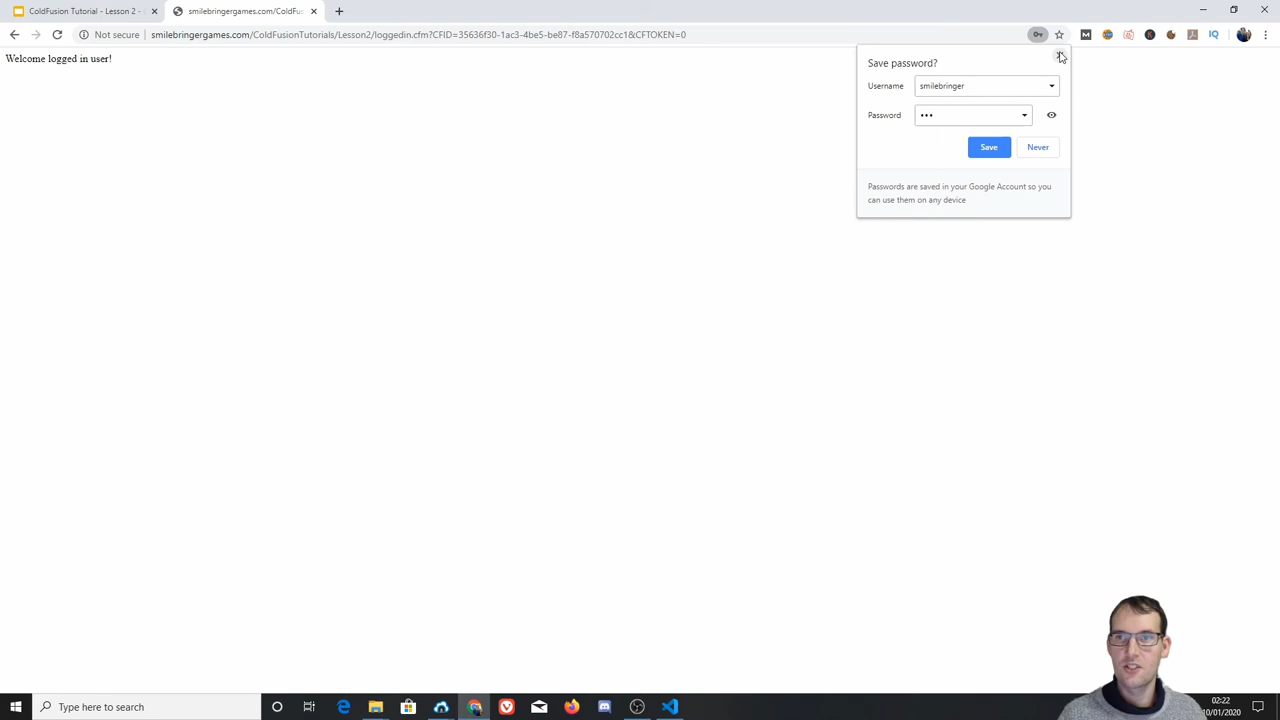 ColdFusion Tutorial - Lesson 2 -
smilebringergames.com/ColdFus
Not secure
smilebringergames.com/ColdFusionTutorials/Lesson2/loggedin.cfm?CFID=35636f30-1ac3-4be5-be87-f8a570702cc1&CFTOKEN=0
Welcome logged in user!
Save password?
Username
smilebringer
Password
Save
Never
Passwords are saved in your Google Account so you
can use them on any device
Type here to search
02:22
10/01/2020